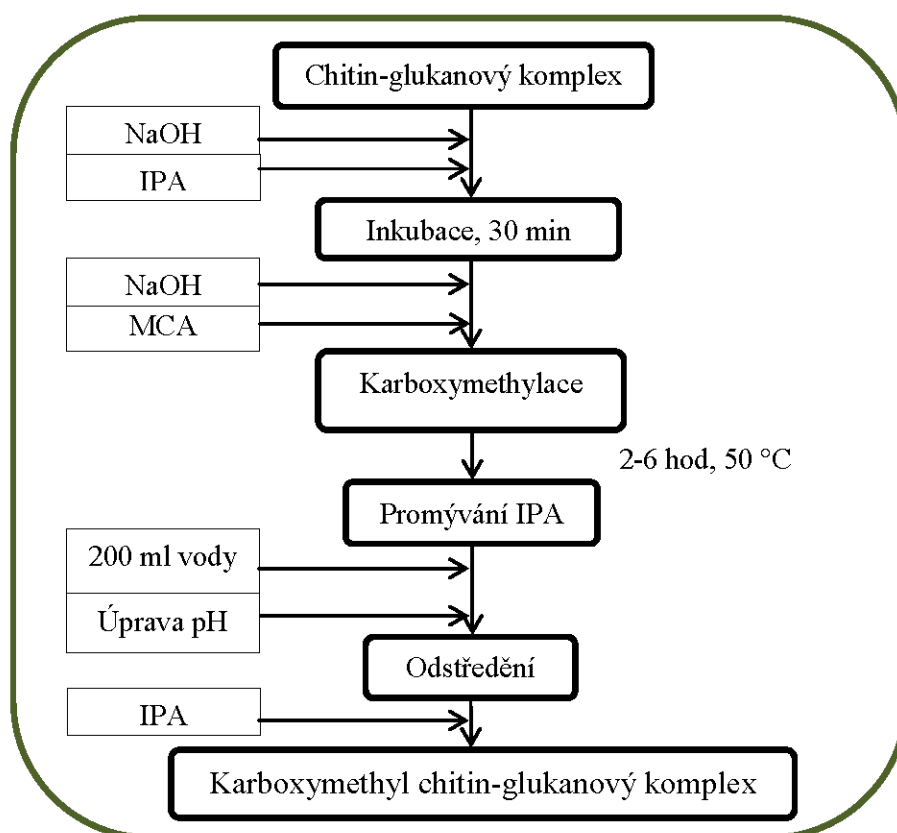 Chitin-glukanový komplex
NaOH
IPA
Inkubace, 30 min
NaOH
MCA
Karboxymethylace
2-6 hod, 50 °C
Promývání IPA
200 ml vody
Úprava pH
Odstředění
IPA
Karboxymethyl chitin-glukanový komplex